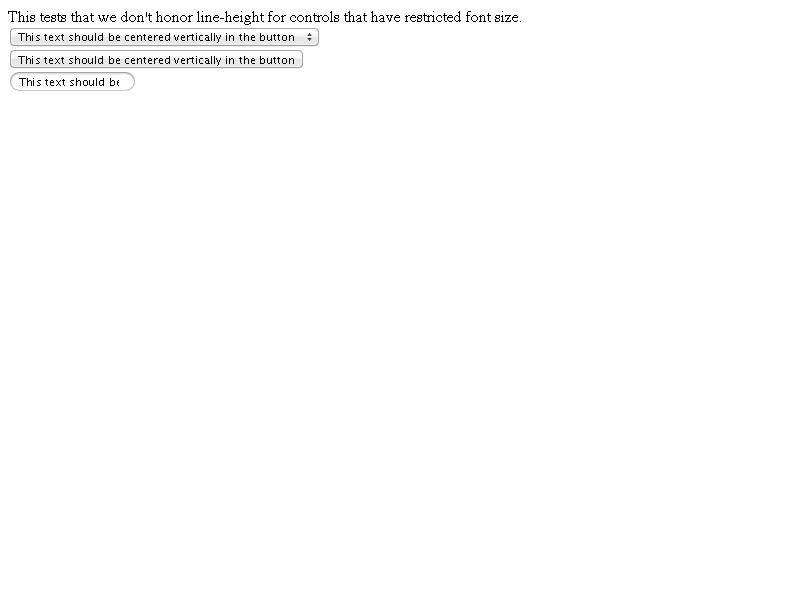 This tests that we don't honor line-height for controls that have restricted font size.
This text should be centered vertically in the button
This text should be centered vertically in the button
This text should be